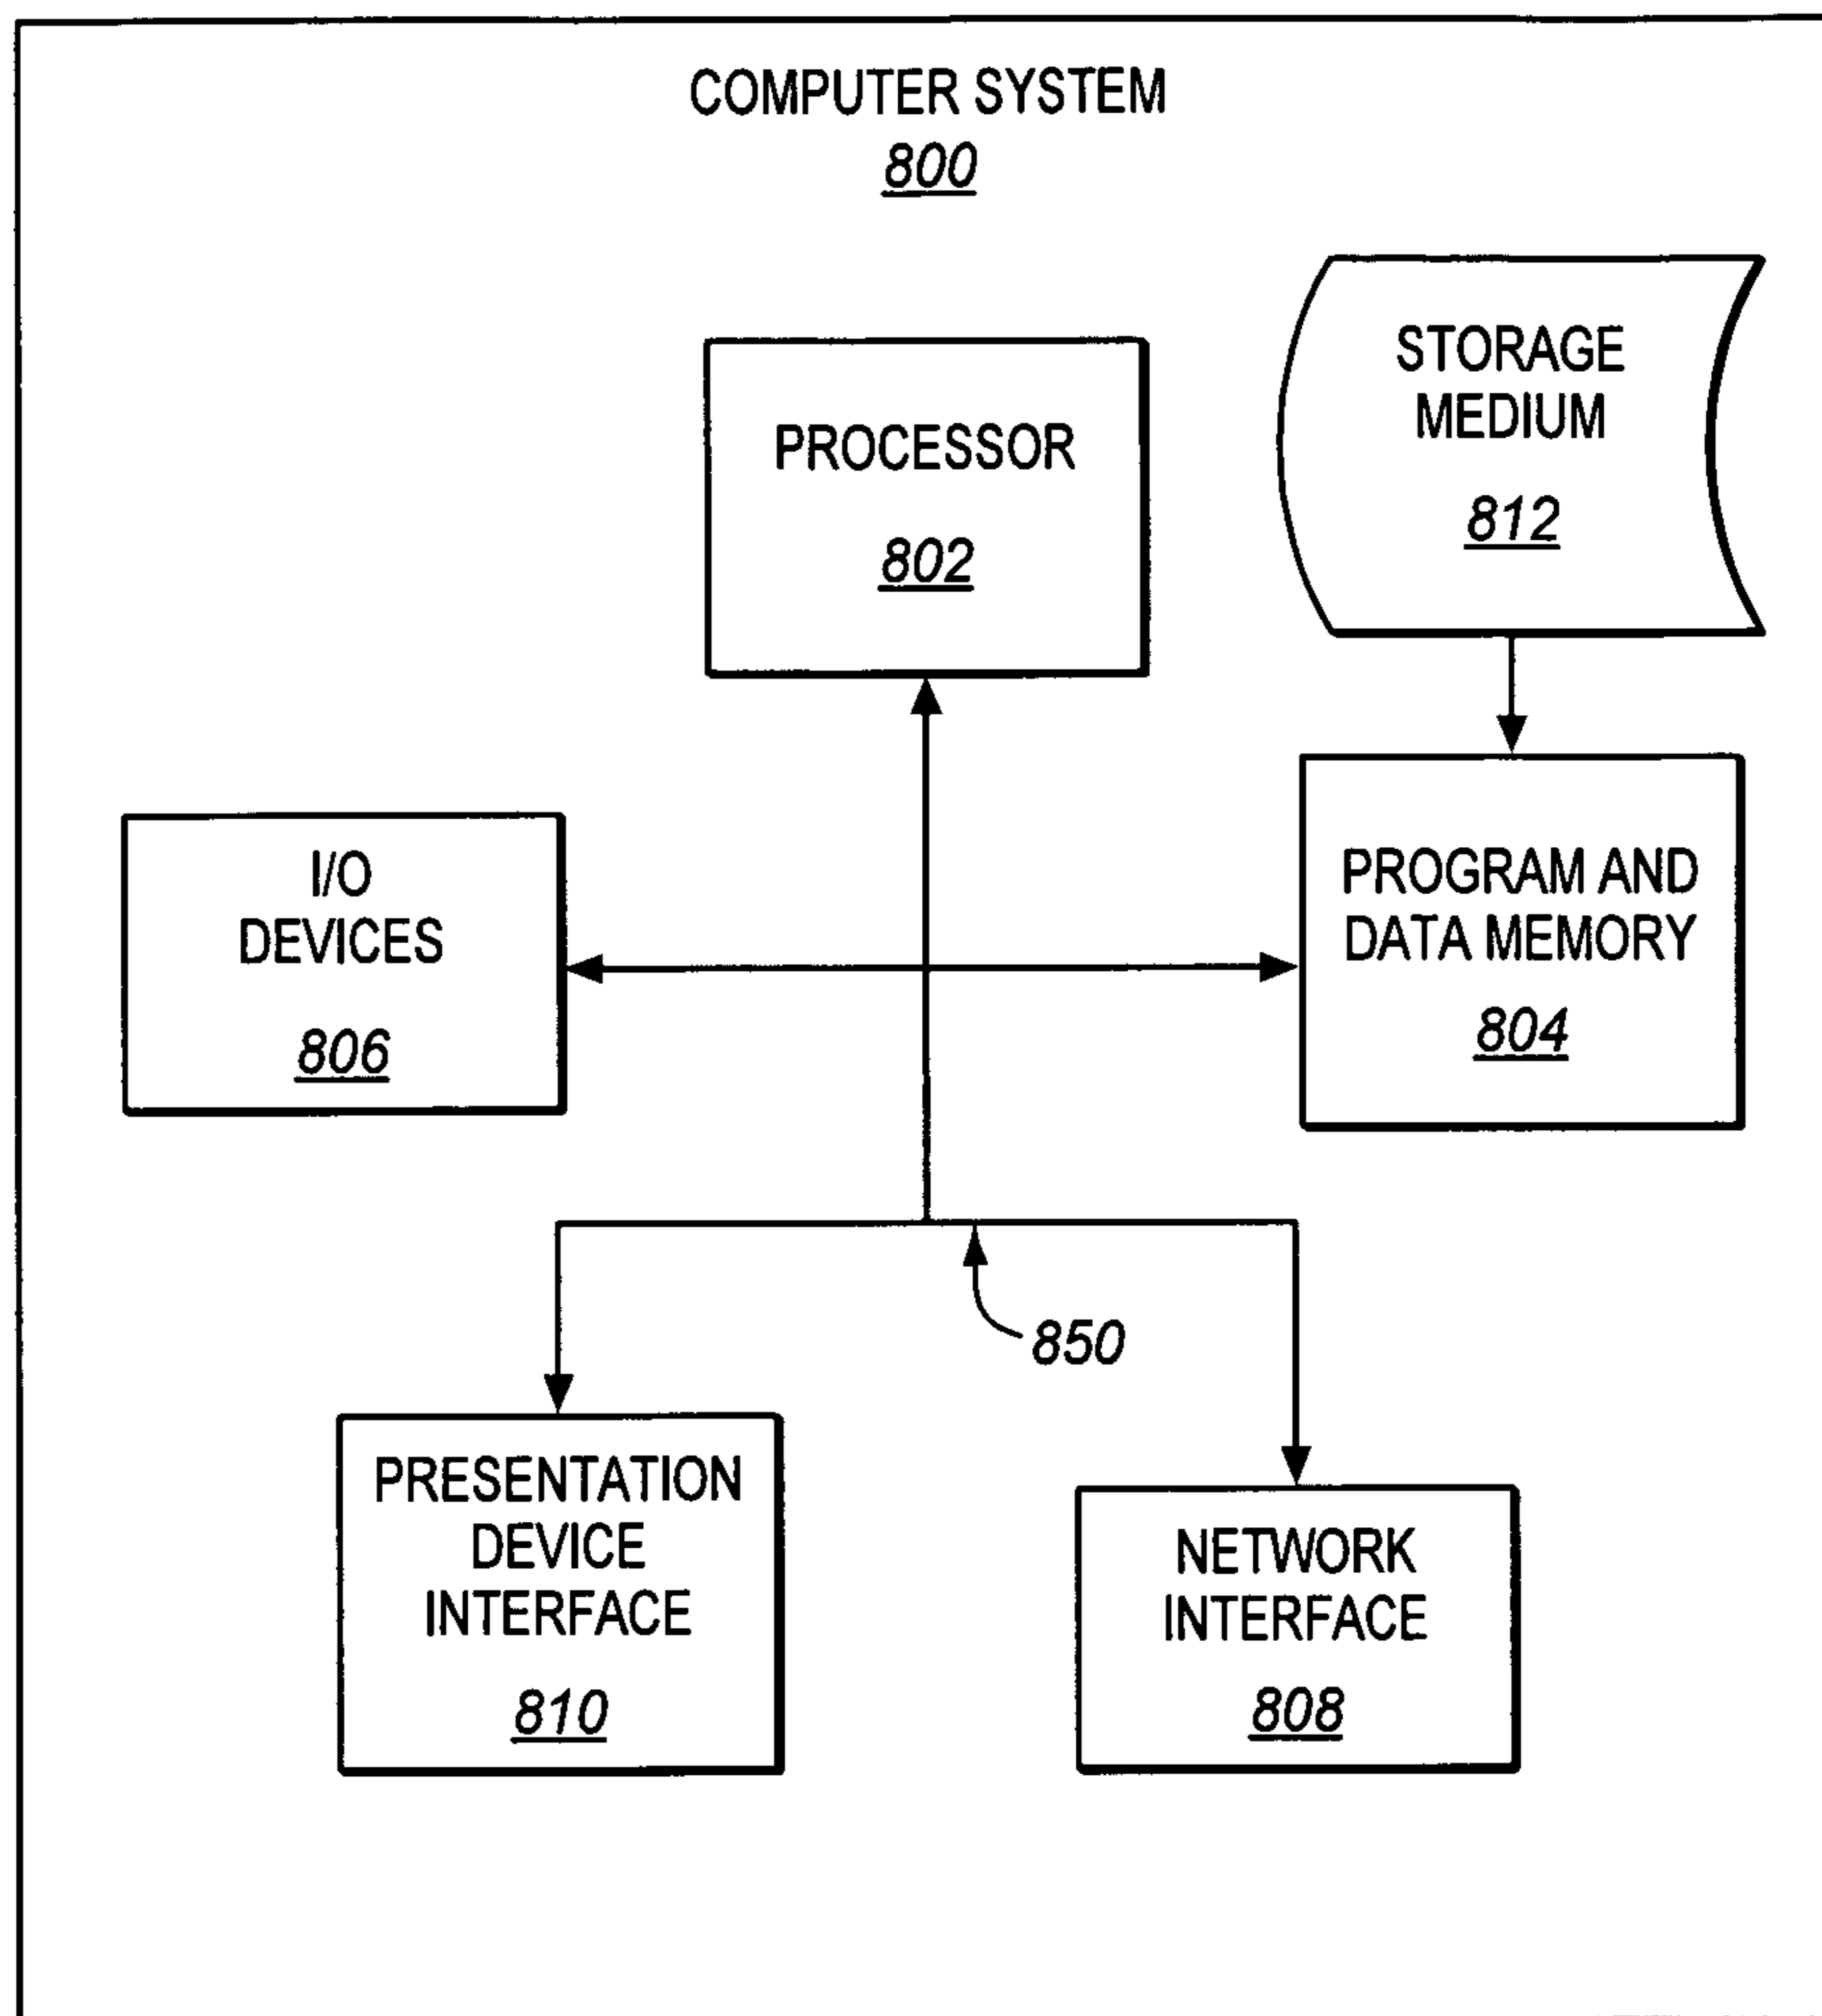 COMPUTER SYSTEM
800
STORAGE
MEDIUM
812
PROCESSOR
802
I/O
DEVICES
806
PROGRAM AND
DATA MEMORY
804
850
PRESENTATION
DEVICE
INTERFACE
810
NETWORK
INTERFACE
808